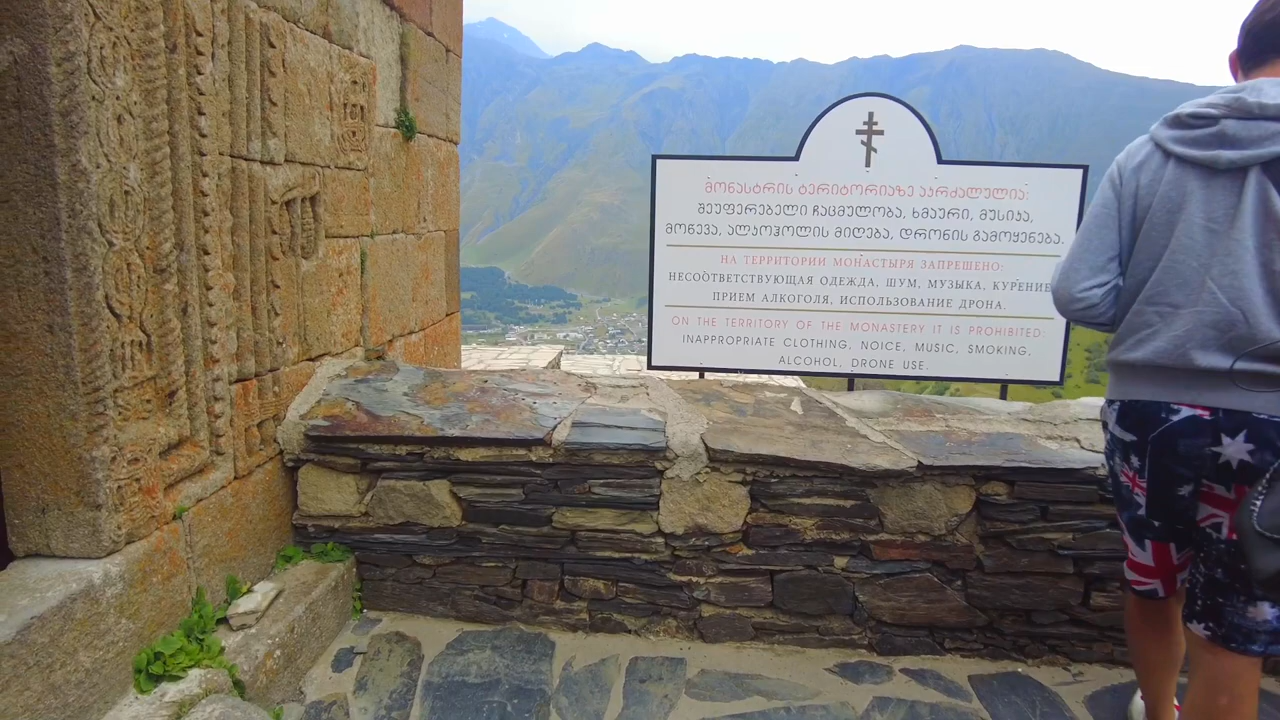 მონასტრის ტერიტორიაზე აკრძალულია:
შეუფერებელი ჩაცმულობა, ხმაური, მუსიკა,
მოწევა, ალკოჰოლის მიღება, დრონის გამოყენება.
НА ТЕРРИТОРИИ МОНАСТЫРЯ ЗАПРЕШЕНО:
НЕСООТВЕТСТВУЮЩАЯ ОДЕЖДА, ШУМ, МУЗЫКА, КУРЕНИЕ
ПРИЕМ АЛКОГОЛЯ, ИСПОЛЬЗОВАНИЕ ДРОНА.
ON THE TERRITORY OF THE MONASTERY IT IS PROHIBITED:
INAPPROPRIATE CLOTHING, NOICE, MUSIC, SMOKING,
ALCOHOL, DRONE USE.